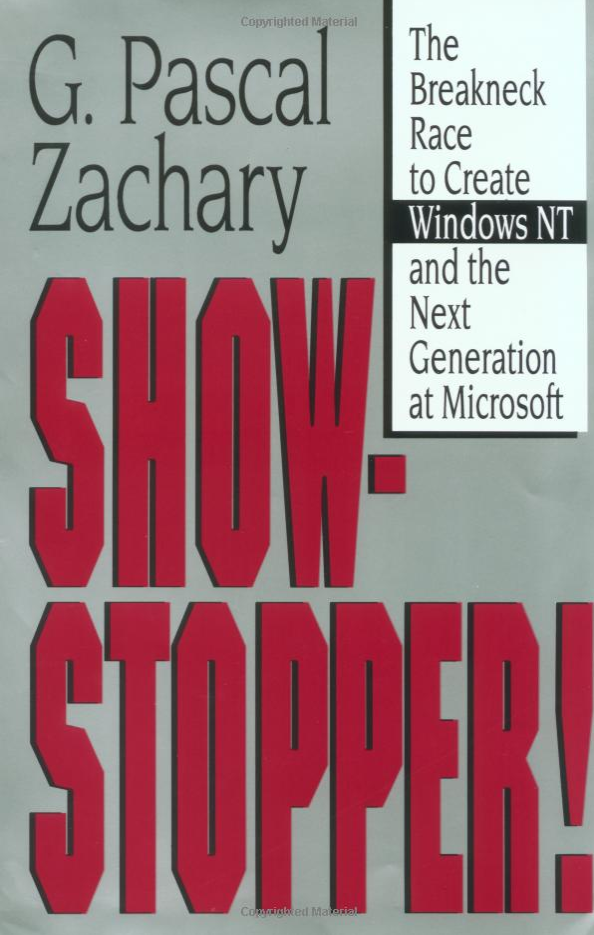 Copyrighted Material
G. Pascal
Zachary
The
Breakneck
Race
to Create
Windows NT
and the
Next
Generation
at Microsoft
SHOW-
STOPPER!
Copyrighted Material